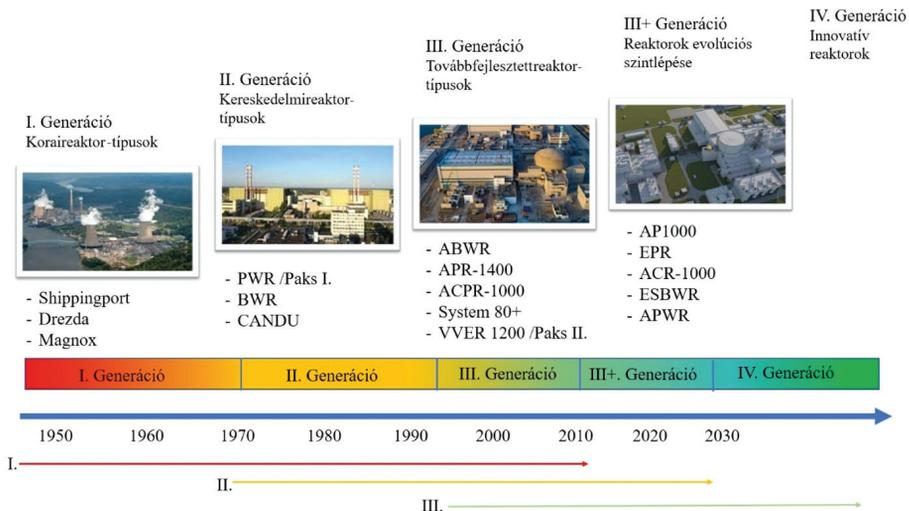 I. Generáció
Koraireaktor-típusok
- Shippingport
- Drezda
- Magnox
II. Generáció
Kereskedelmireaktor-
típusok
- PWR /Paks I.
- BWR
- CANDU
III. Generáció
Továbbfejlesztettreaktor-
típusok
- ABWR
- APR-1400
- ACPR-1000
- System 80+
- VVER 1200 /Paks II.
III+ Generáció
Reaktorok evolúciós
szintlépése
- AP1000
- EPR
- ACR-1000
- ESBWR
- APWR
IV. Generáció
Innovatív
reaktorok
I. Generáció
II. Generáció
III. Generáció
III+. Generáció
IV. Generáció
1950 1960 1970 1980 1990 2000 2010 2020 2030
I.
II.
III.